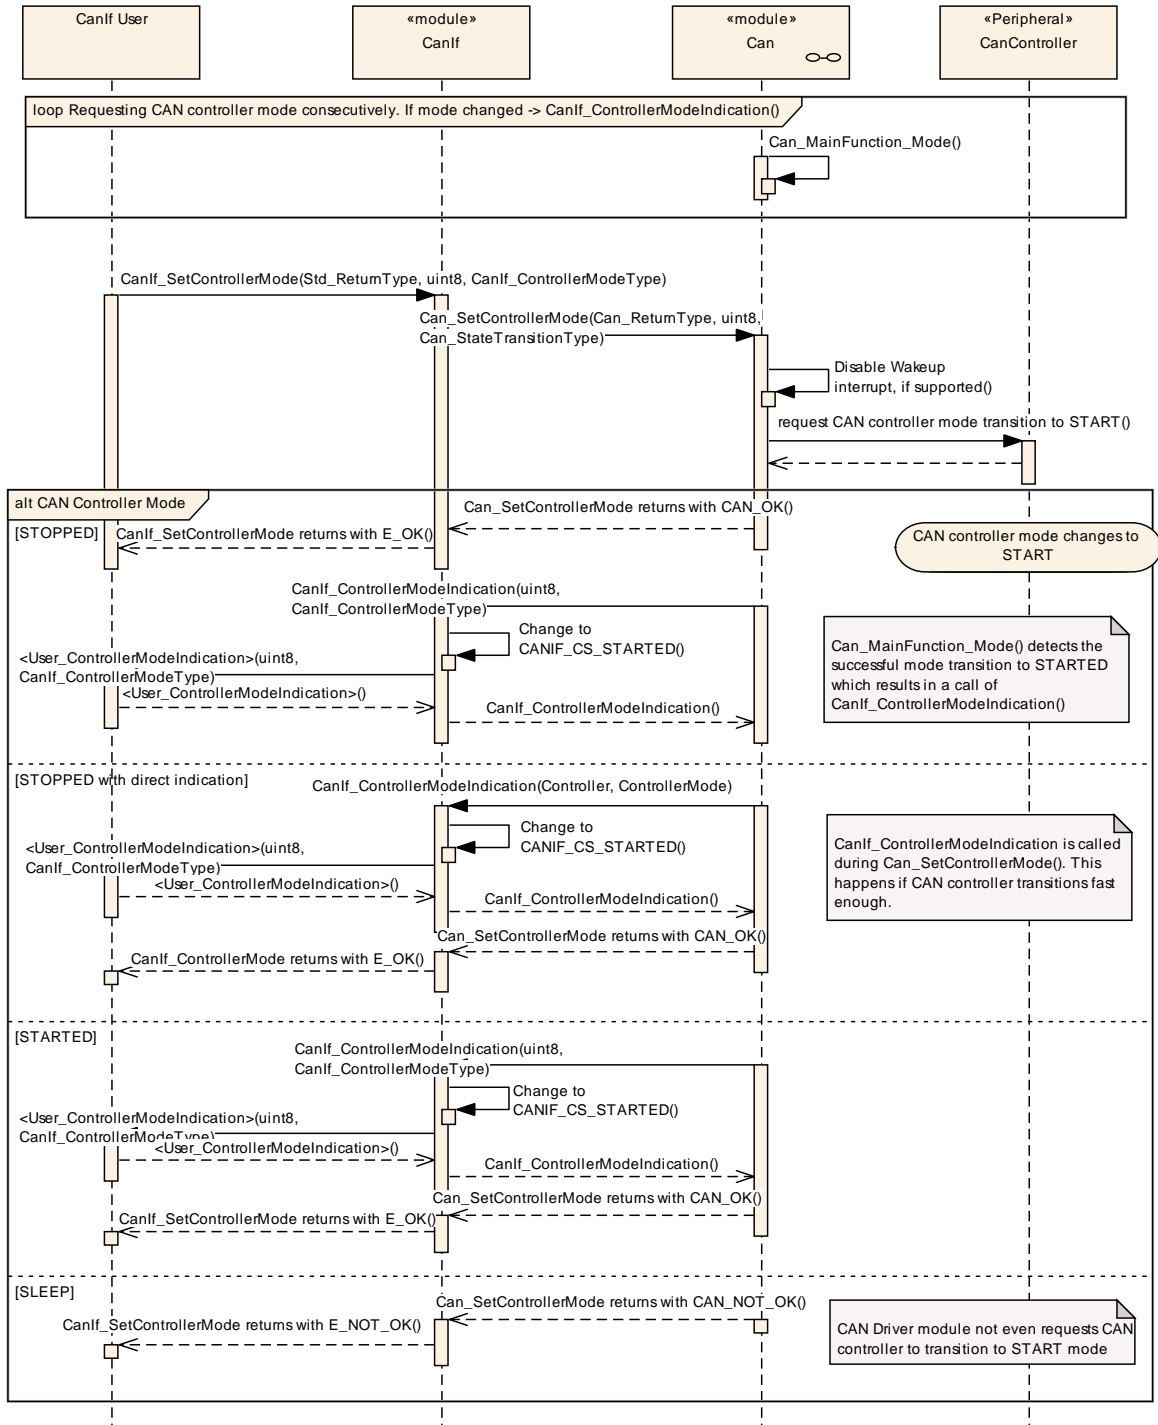 CanIf User
«module»
CanIf
«module»
Can
«Peripheral»
CanController
loop Requesting CAN controller mode consecutively. If mode changed -> CanIf_ControllerModeIndication()
Can_MainFunction_Mode()
CanIf_SetControllerMode(Std_ReturnType, uint8, CanIf_ControllerModeType)
Can_SetControllerMode(Can_ReturnType, uint8,
Can_StateTransitionType)
Disable Wakeup
interrupt, if supported()
request CAN controller mode transition to START()
alt CAN Controller Mode
[STOPPED]
Can_SetControllerMode returns with CAN_OK()
CanIf_SetControllerMode returns with E_OK()
CAN controller mode changes to
START
CanIf_ControllerModeIndication(uint8,
CanIf_ControllerModeType)
Change to
CANIF_CS_STARTED()
<User_ControllerModeIndication>(uint8,
CanIf_ControllerModeType)
<User_ControllerModeIndication>()
CanIf_ControllerModeIndication()
Can_MainFunction_Mode() detects the
successful mode transition to STARTED
which results in a call of
CanIf_ControllerModeIndication()
[STOPPED with direct indication]
CanIf_ControllerModeIndication(Controller, ControllerMode)
Change to
CANIF_CS_STARTED()
<User_ControllerModeIndication>(uint8,
CanIf_ControllerModeType)
<User_ControllerModeIndication>()
CanIf_ControllerModeIndication()
Can_SetControllerMode returns with CAN_OK()
CanIf_ControllerMode returns with E_OK()
CanIf_ControllerModeIndication is called
during Can_SetControllerMode(). This
happens if CAN controller transitions fast
enough.
[STARTED]
CanIf_ControllerModeIndication(uint8,
CanIf_ControllerModeType)
Change to
CANIF_CS_STARTED()
<User_ControllerModeIndication>(uint8,
CanIf_ControllerModeType)
<User_ControllerModeIndication>()
CanIf_ControllerModeIndication()
Can_SetControllerMode returns with CAN_OK()
CanIf_SetControllerMode returns with E_OK()
[SLEEP]
Can_SetControllerMode returns with CAN_NOT_OK()
CanIf_SetControllerMode returns with E_NOT_OK()
CAN Driver module not even requests CAN
controller to transition to START mode